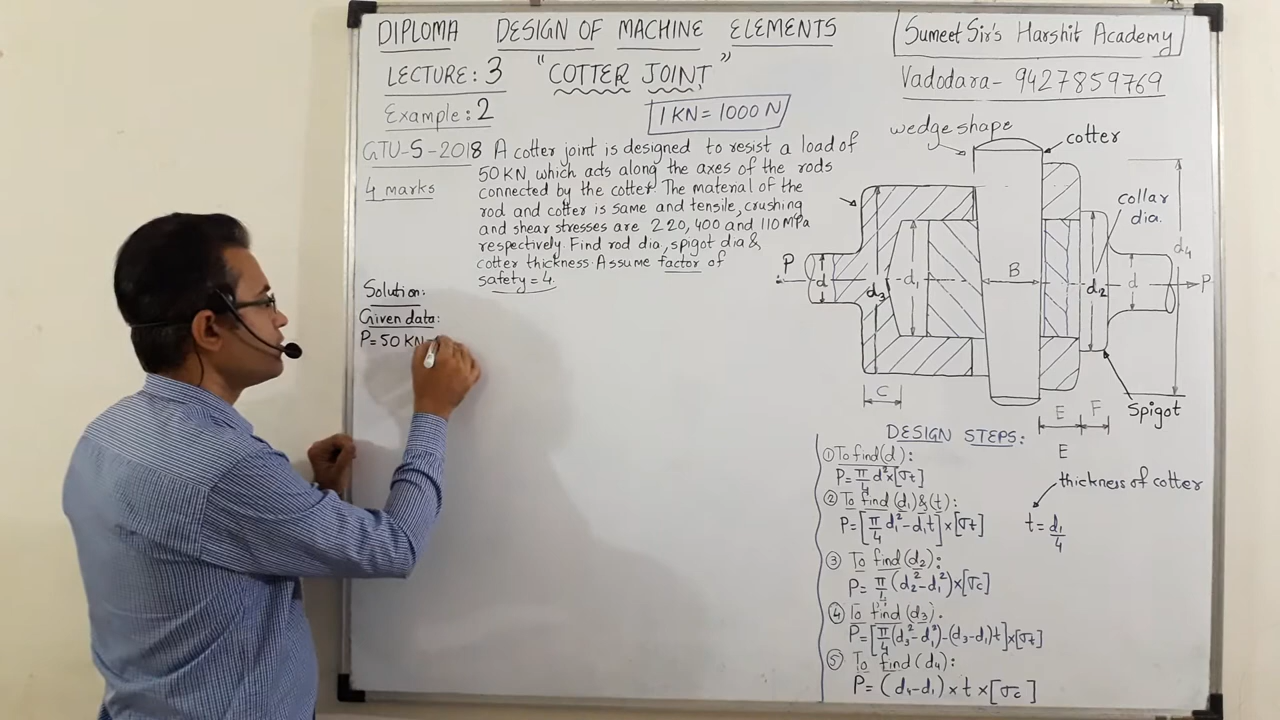 DIPLOMA DESIGN OF MACHINE ELEMENTS
LECTURE: 3 "COTTER JOINT"
Example: 2
1 KN = 1000 N
Sumeet Sir's Harshit Academy
Vadodara- 9427859769
GTU-S-2018
4 marks
A cotter joint is designed to resist a load of
50 KN which acts along the axes of the rods
connected by the cotter. The material of the
rod and cotter is same and tensile, crushing
and shear stresses are 220, 400 and 110 MPa
respectively. Find rod dia, spigot dia &
cotter thickness. Assume factor of
safety = 4.
Solution:
Given data:
P = 50 KN
wedge shape
cotter
collar
dia.
P
d
d3
d1
B
d2
d
d4
P
C
E
F
E
Spigot
DESIGN STEPS:
① To find (d):
P = π/4 d² × [σt]
② To find (d1) & (t):
P = [π/4 d1² - d1t] × [σt]
thickness of cotter
t = d1/4
③ To find (d2):
P = π/4 (d2² - d1²) × [σc]
④ To find (d3).
P = [π/4 (d3² - d1²) - (d3 - d1) t] × [σt]
⑤ To find (d4):
P = (d4 - d1) × t × [σc]